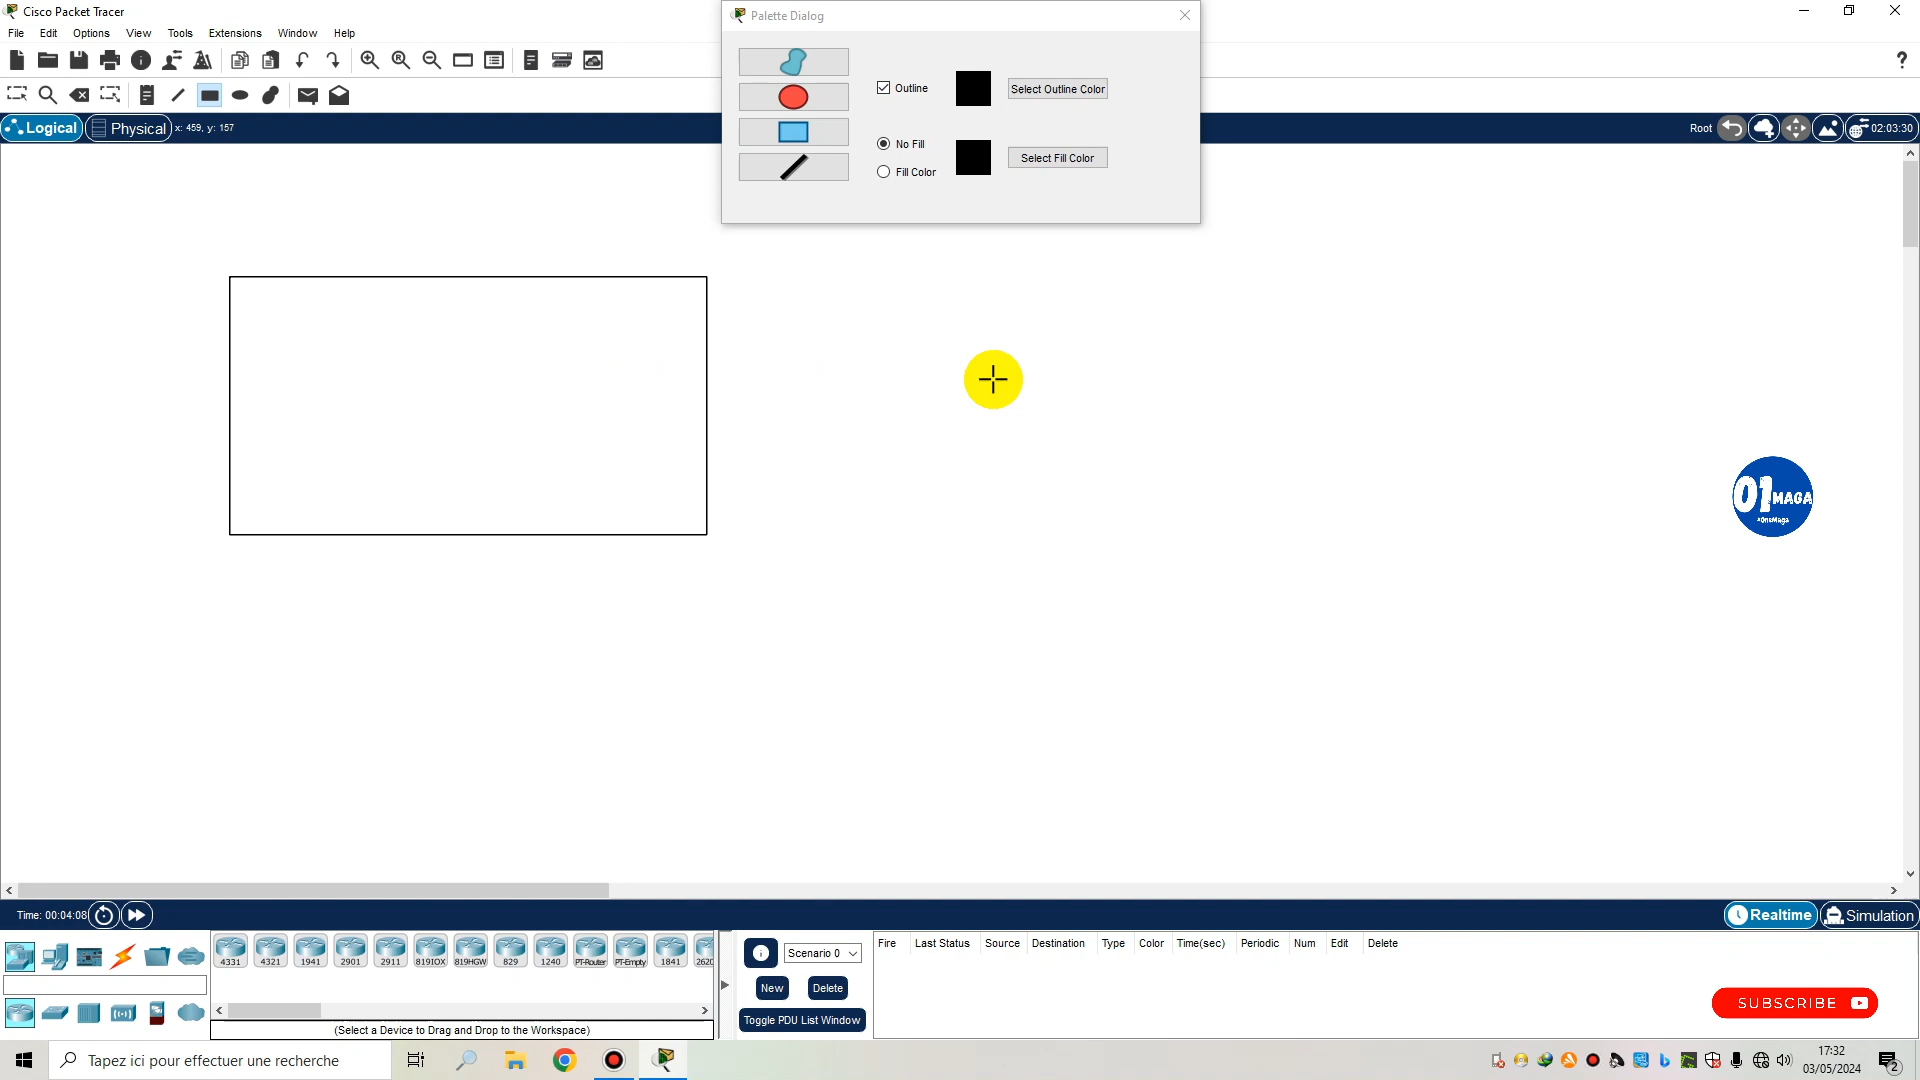 Cisco Packet Tracer
Palette Dialog
File Edit Options View Tools Extensions Window Help
Outline
Select Outline Color
No Fill
Fill Color
Select Fill Color
Logical Physical x: 459, y: 157
Root 02:03:30
01 MAGA
Time: 00:04:08
Realtime Simulation
4331 4321 1941 2901 2911 819IOX 819HGW 829 1240 PT-Router PT-Empty 1841 2620
(Select a Device to Drag and Drop to the Workspace)
Scenario 0
New Delete
Toggle PDU List Window
Fire Last Status Source Destination Type Color Time(sec) Periodic Num Edit Delete
SUBSCRIBE
Tapez ici pour effectuer une recherche
17:32
03/05/2024
2